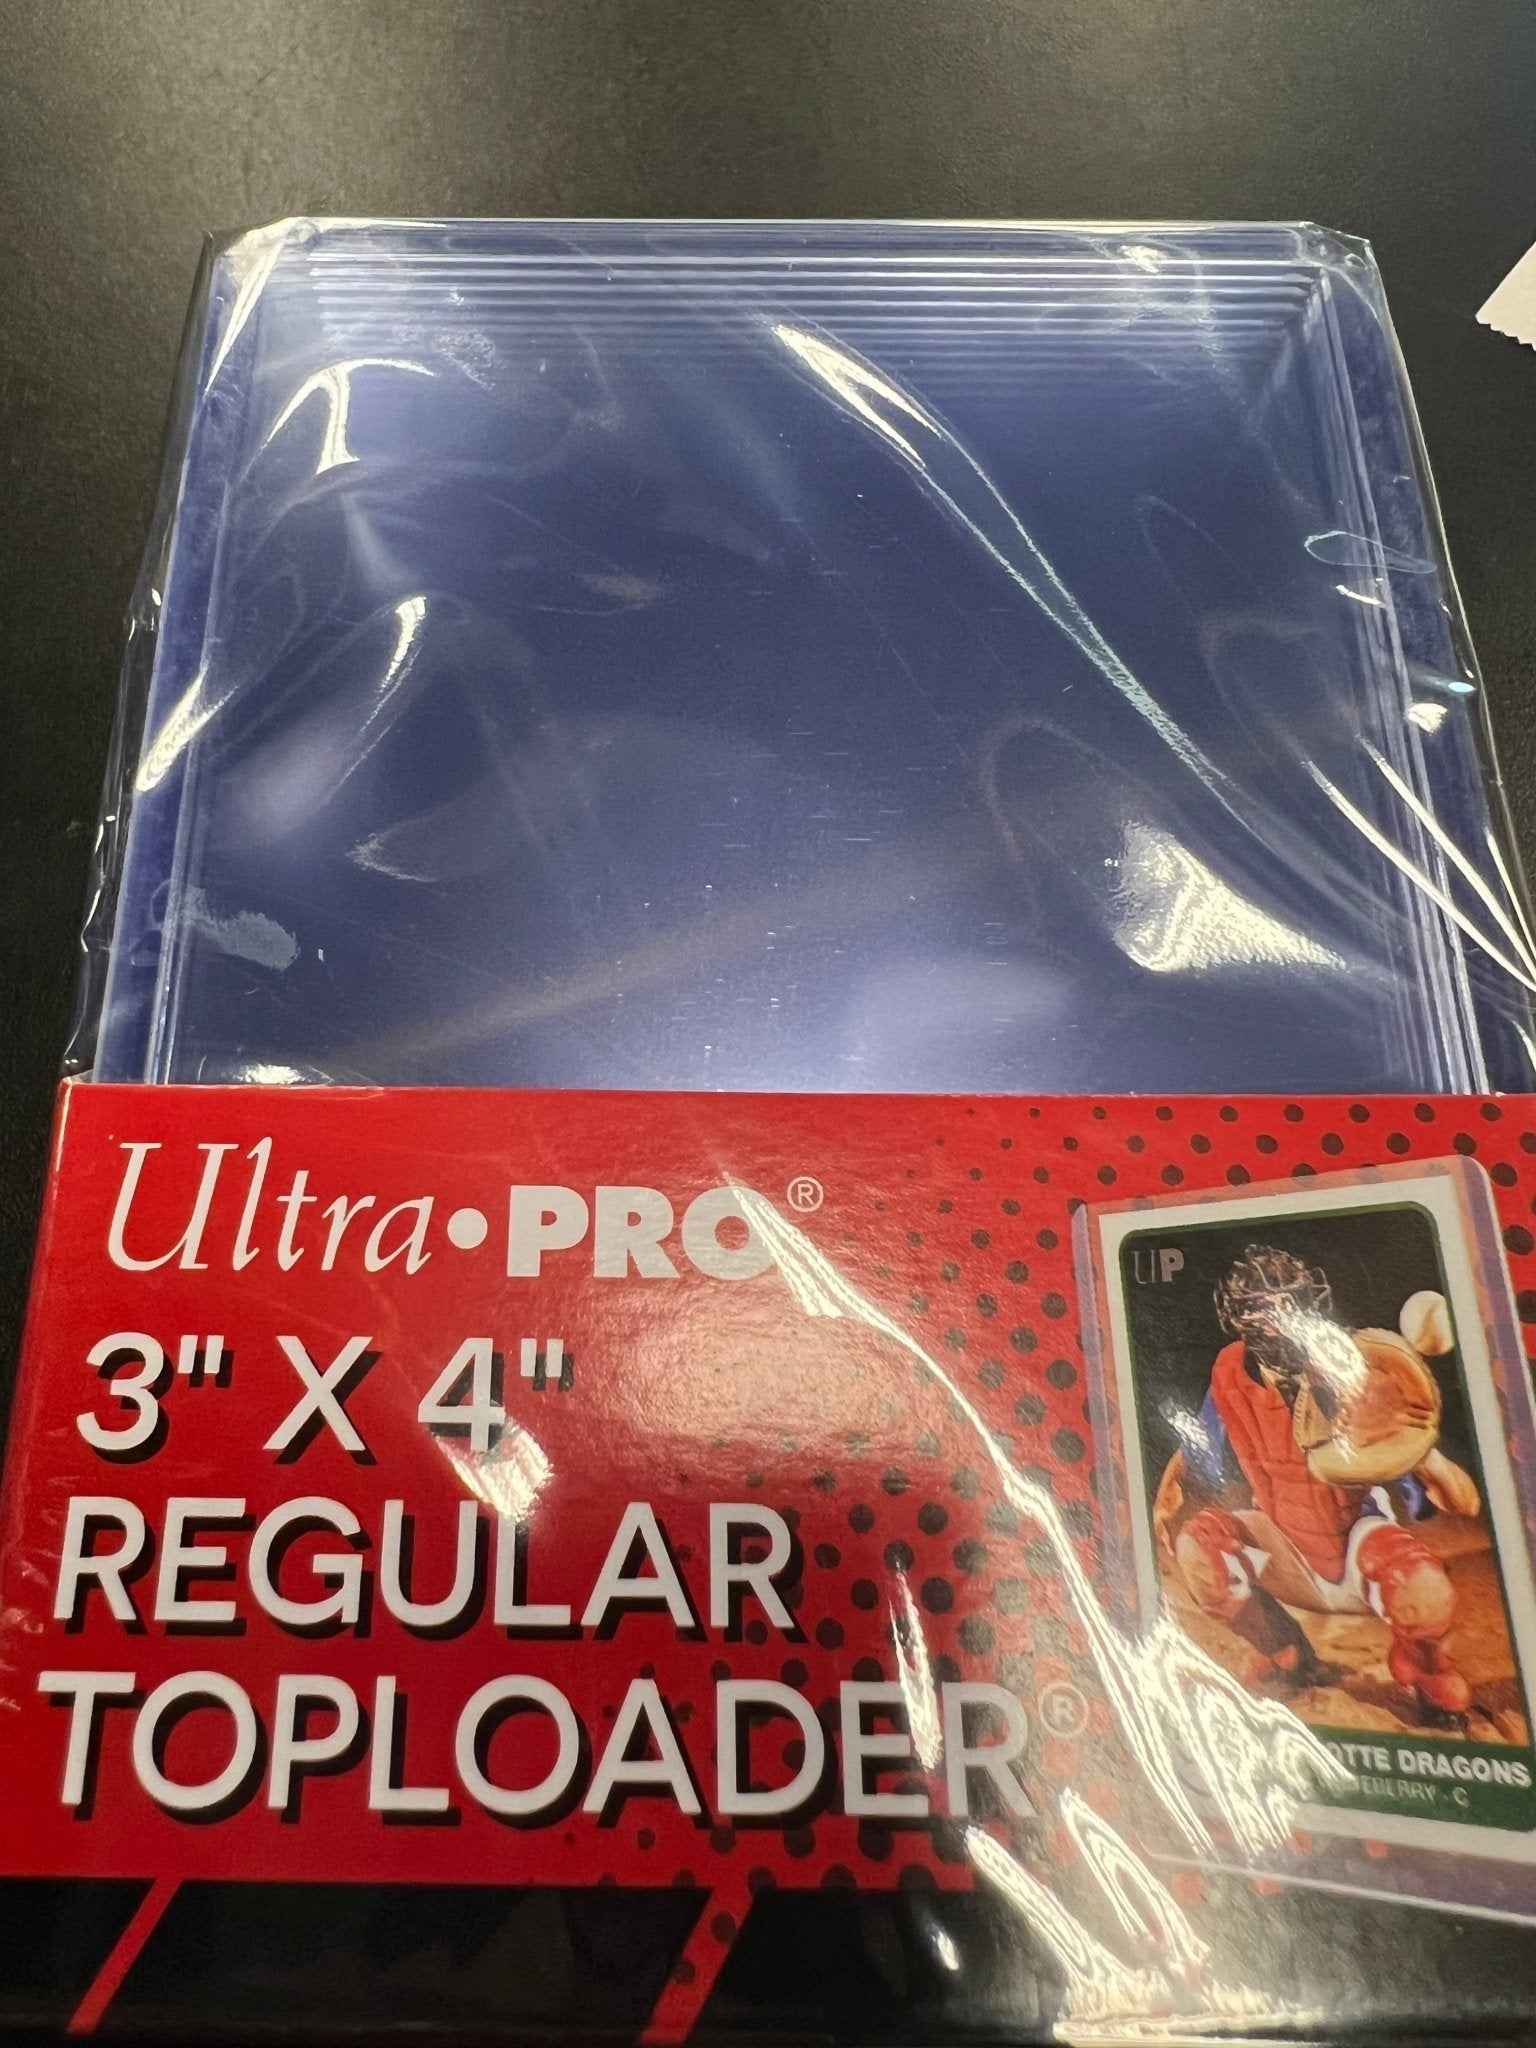 Ultra•PRO®
3" X 4"
REGULAR
TOPLOADER®
UP
DRAGONS
C